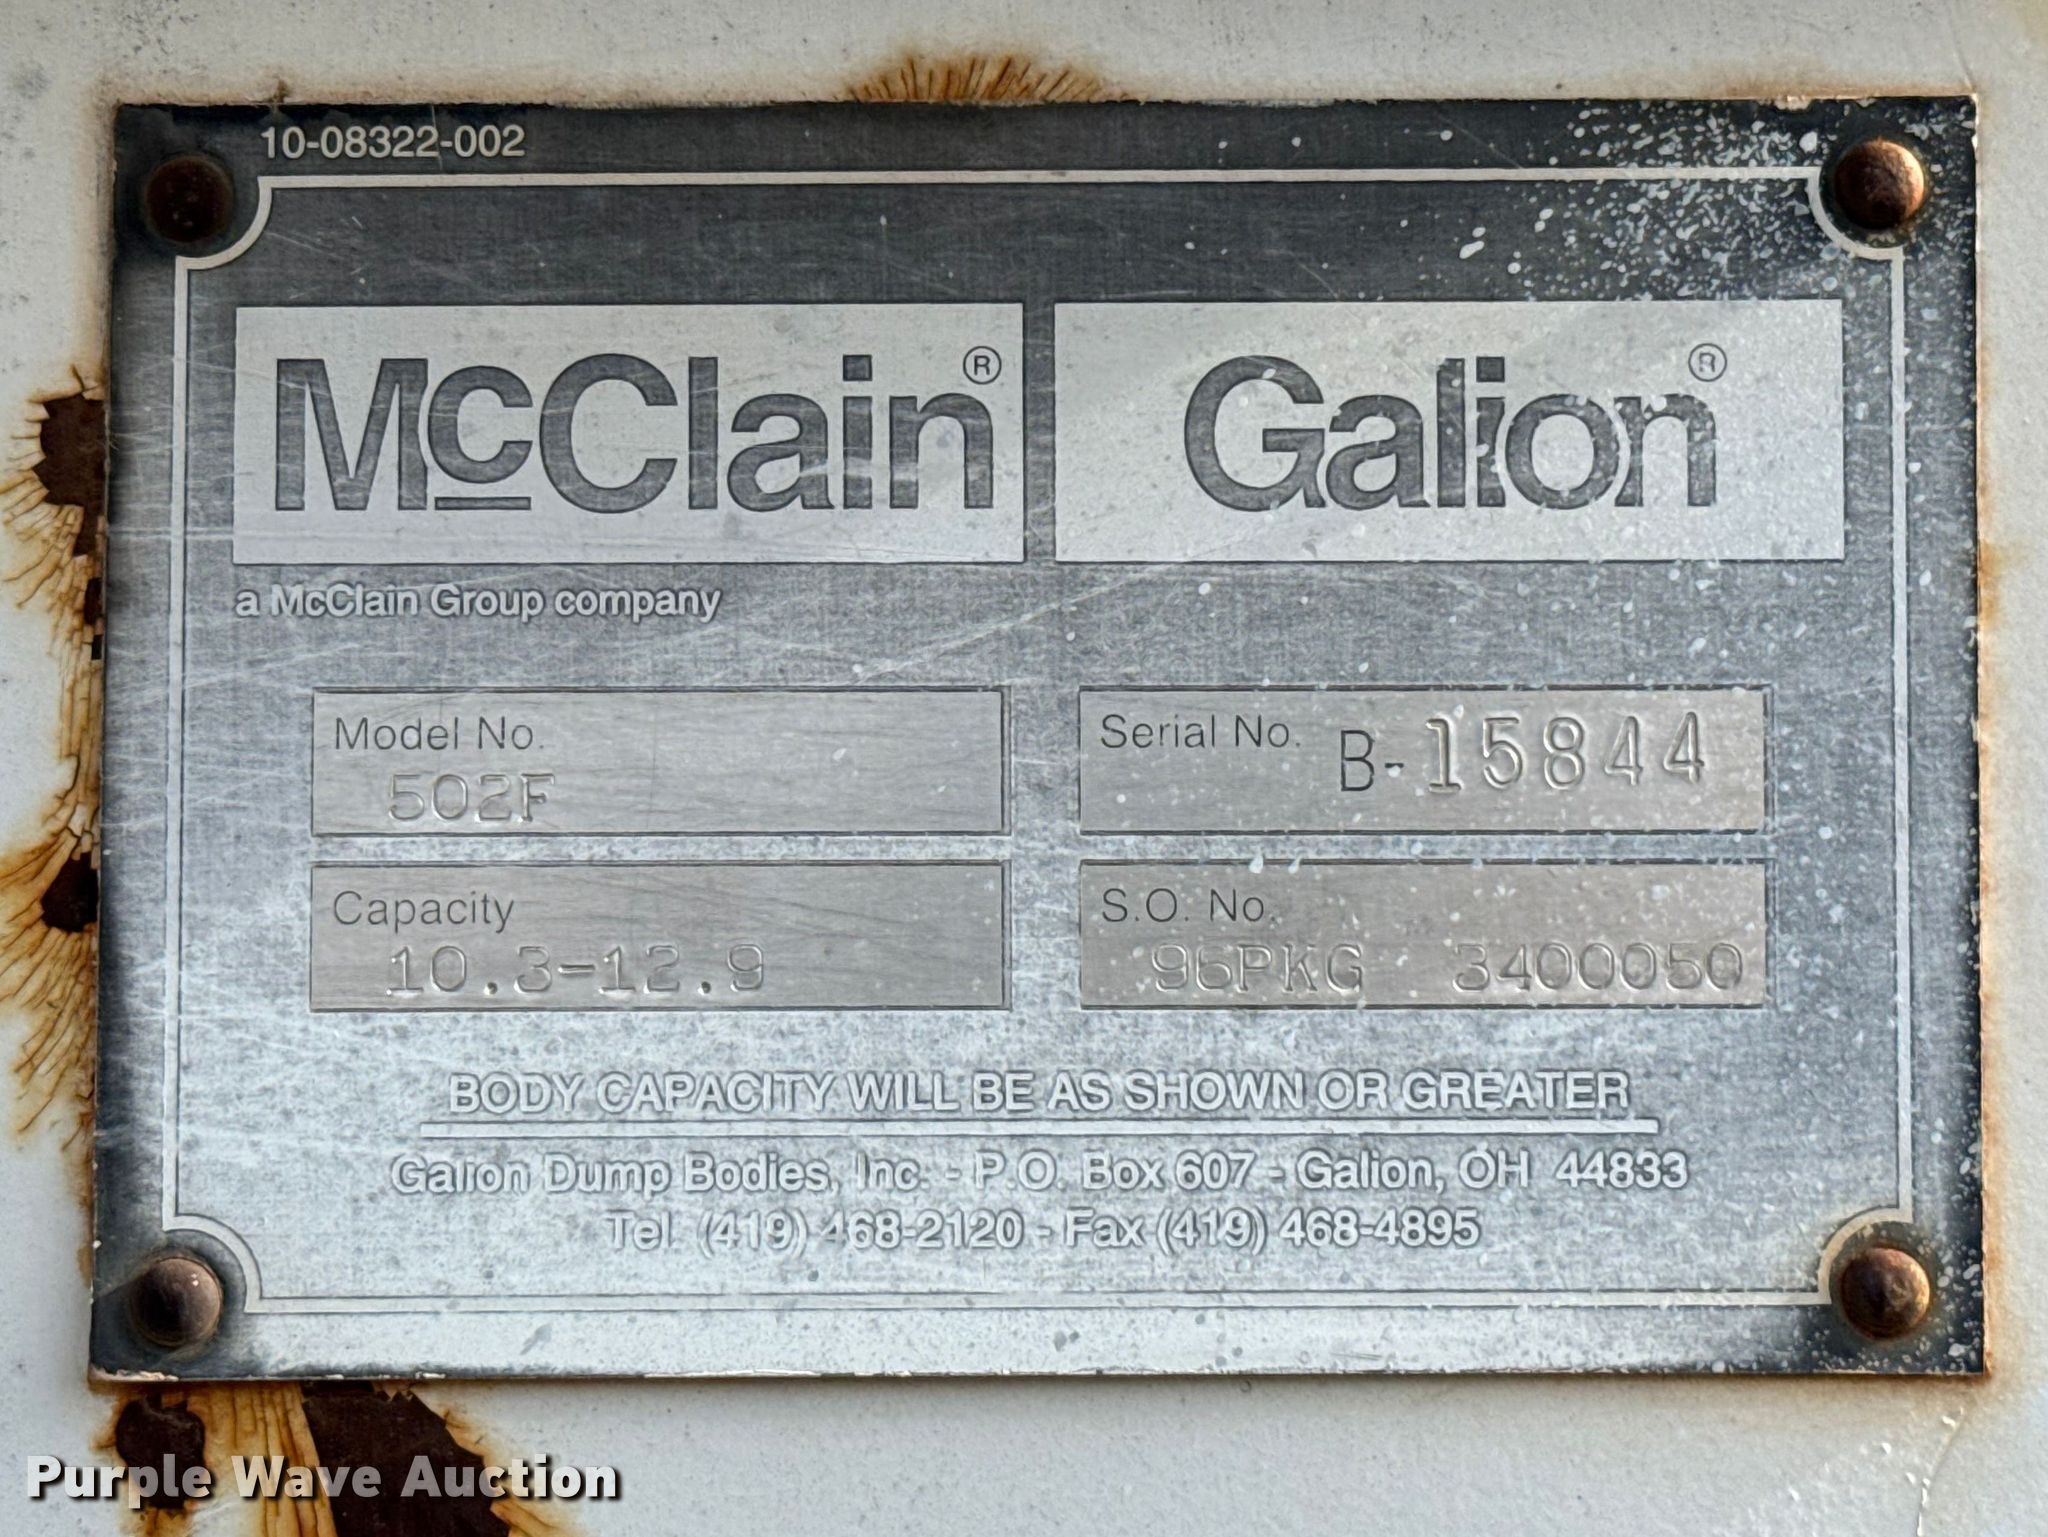 10-08322-002
McClain® Galion®
a McClain Group company
Model No. 502F
Serial No. B-15844
Capacity 10.3-12.9
S.O. No. 96PKG 3400050
BODY CAPACITY WILL BE AS SHOWN OR GREATER
Galion Dump Bodies, Inc. - P.O. Box 607 - Galion, OH 44833
Tel. (419) 468-2120 - Fax (419) 468-4895
Purple Wave Auction